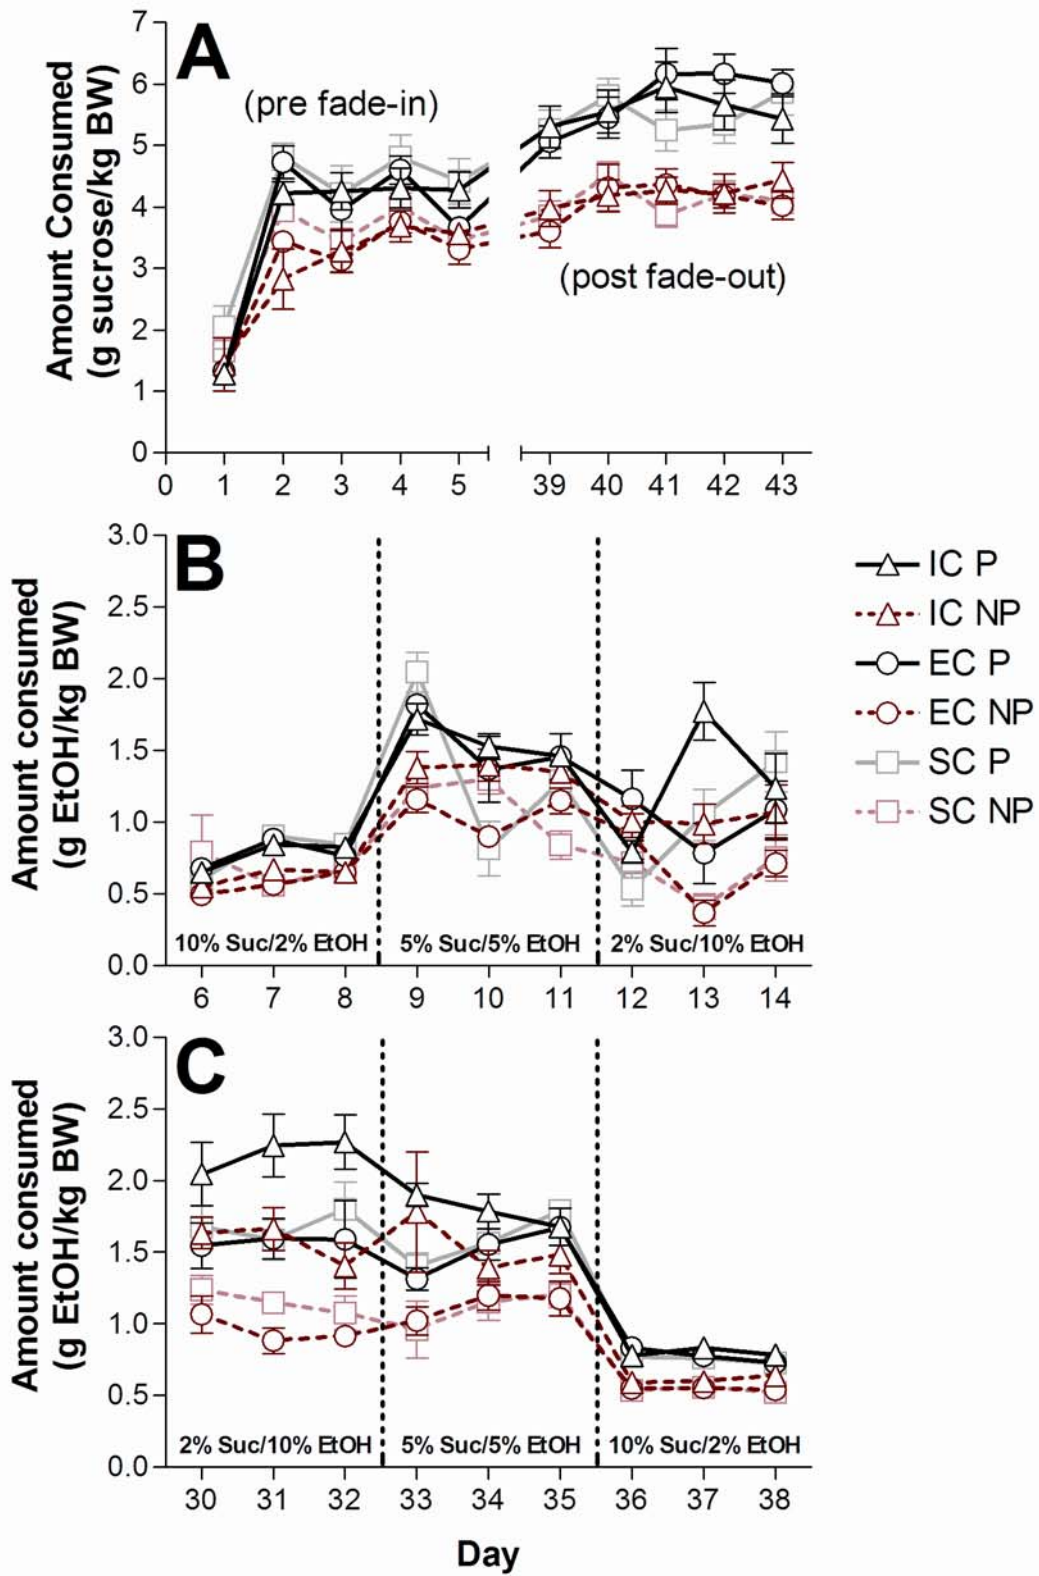 A
(pre fade-in)
(post fade-out)
Amount Consumed
(g sucrose/kg BW)
7
6
5
4
3
2
1
0
0 1 2 3 4 5 39 40 41 42 43
B
Amount consumed
(g EtOH/kg BW)
3.0
2.5
2.0
1.5
1.0
0.5
0.0
10% Suc/2% EtOH 5% Suc/5% EtOH 2% Suc/10% EtOH
6 7 8 9 10 11 12 13 14
IC P
IC NP
EC P
EC NP
SC P
SC NP
C
Amount consumed
(g EtOH/kg BW)
3.0
2.5
2.0
1.5
1.0
0.5
0.0
2% Suc/10% EtOH 5% Suc/5% EtOH 10% Suc/2% EtOH
30 31 32 33 34 35 36 37 38
Day